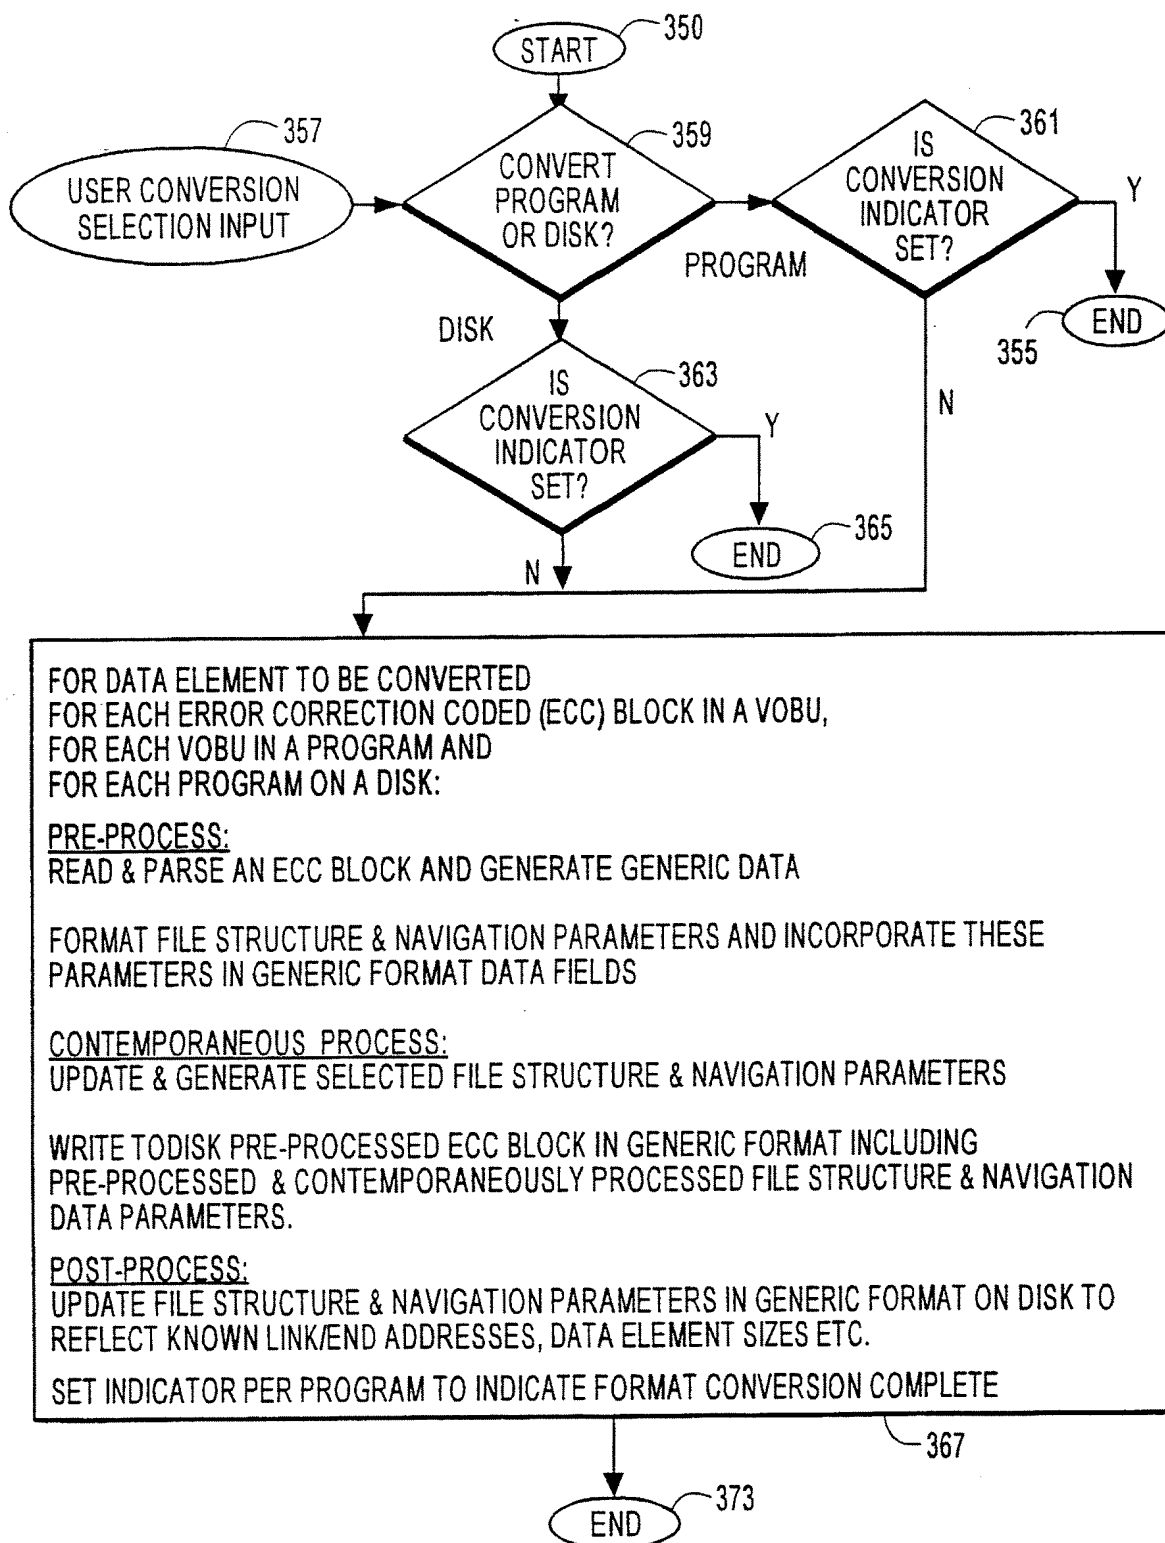 START
350
357
USER CONVERSION
SELECTION INPUT
359
CONVERT
PROGRAM
OR DISK?
361
IS
CONVERSION
INDICATOR
SET?
Y
PROGRAM
END
355
DISK
363
IS
CONVERSION
INDICATOR
SET?
Y
N
END
365
N
FOR DATA ELEMENT TO BE CONVERTED
FOR EACH ERROR CORRECTION CODED (ECC) BLOCK IN A VOBU,
FOR EACH VOBU IN A PROGRAM AND
FOR EACH PROGRAM ON A DISK:
PRE-PROCESS:
READ & PARSE AN ECC BLOCK AND GENERATE GENERIC DATA
FORMAT FILE STRUCTURE & NAVIGATION PARAMETERS AND INCORPORATE THESE
PARAMETERS IN GENERIC FORMAT DATA FIELDS
CONTEMPORANEOUS PROCESS:
UPDATE & GENERATE SELECTED FILE STRUCTURE & NAVIGATION PARAMETERS
WRITE TODISK PRE-PROCESSED ECC BLOCK IN GENERIC FORMAT INCLUDING
PRE-PROCESSED & CONTEMPORANEOUSLY PROCESSED FILE STRUCTURE & NAVIGATION
DATA PARAMETERS.
POST-PROCESS:
UPDATE FILE STRUCTURE & NAVIGATION PARAMETERS IN GENERIC FORMAT ON DISK TO
REFLECT KNOWN LINK/END ADDRESSES, DATA ELEMENT SIZES ETC.
SET INDICATOR PER PROGRAM TO INDICATE FORMAT CONVERSION COMPLETE
367
373
END